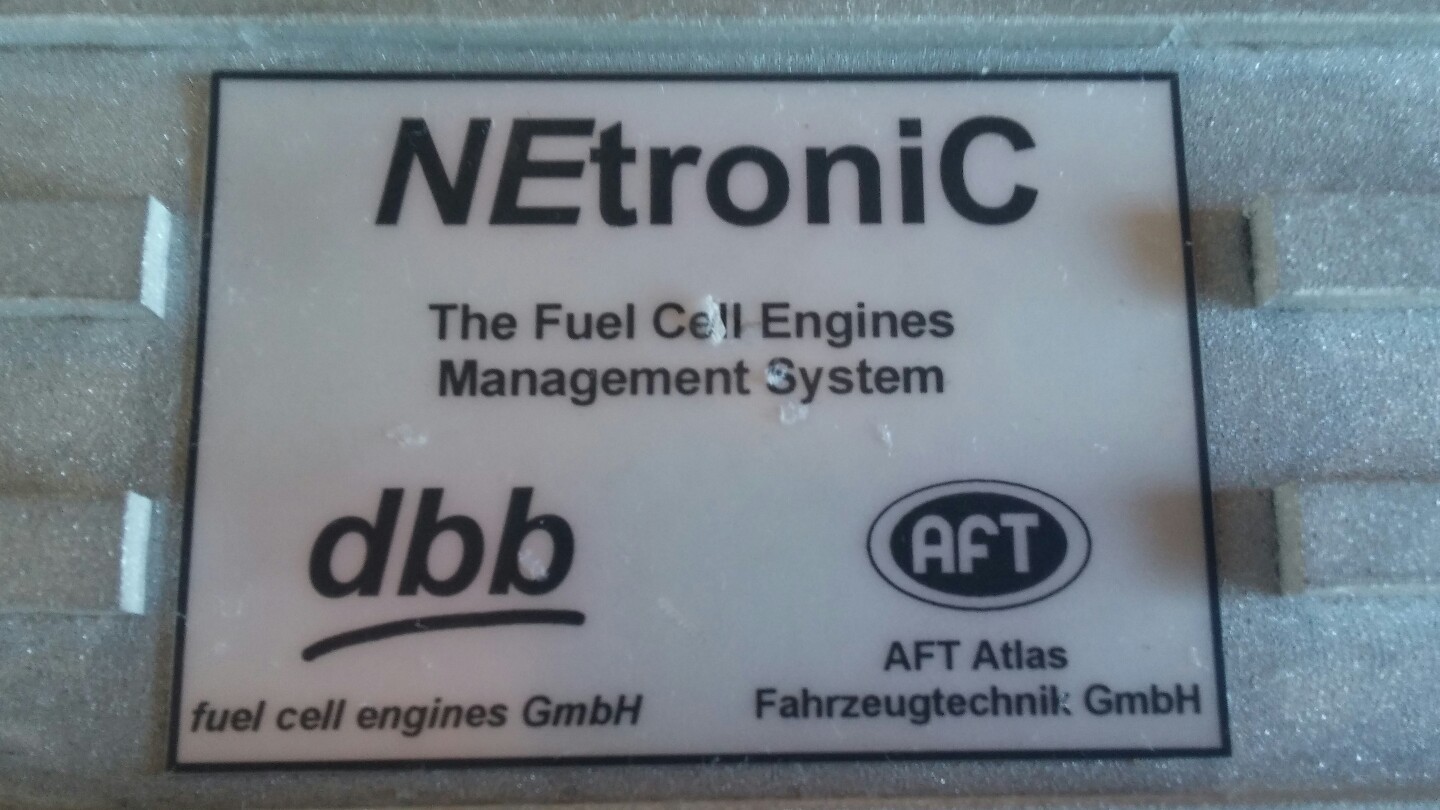 NEtroniC
The Fuel Cell Engines
Management System
dbb
fuel cell engines GmbH
AFT
AFT Atlas
Fahrzeugtechnik GmbH